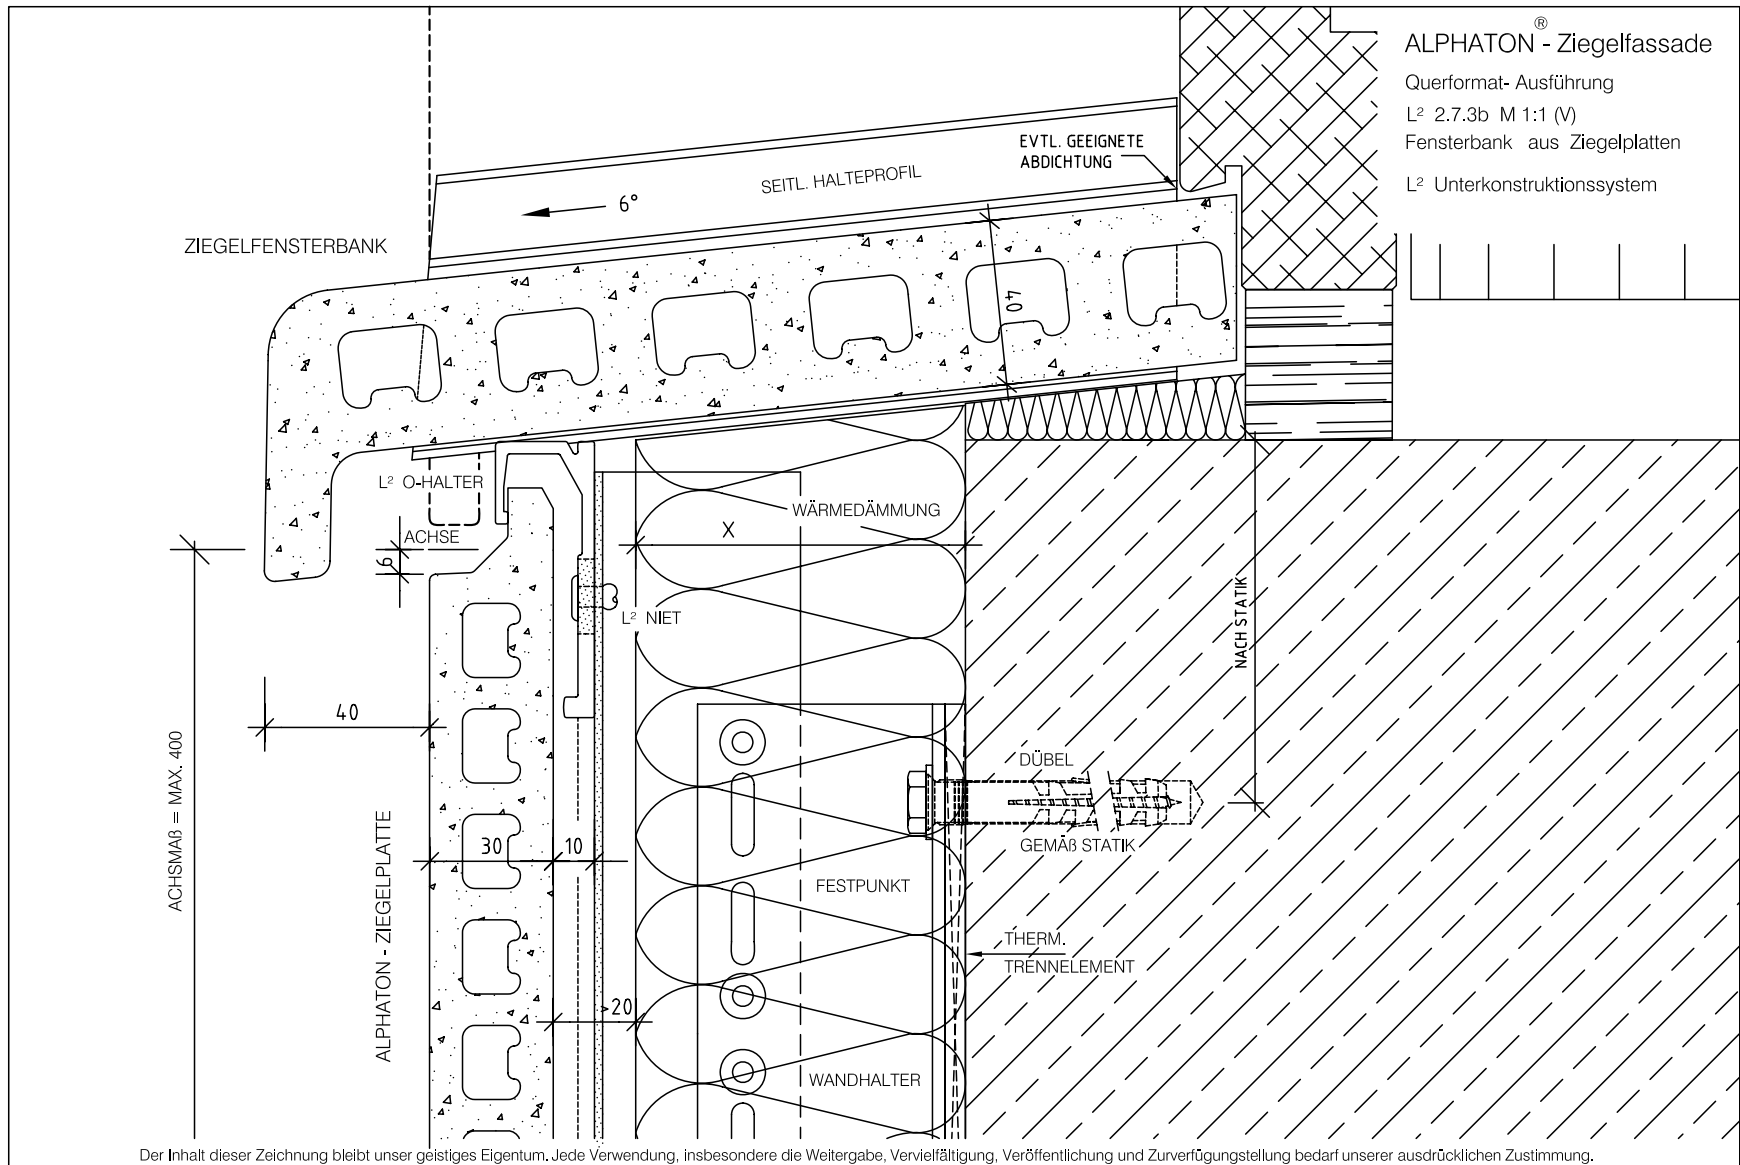 ALPHATON® - Ziegelfassade
Querformat- Ausführung
L² 2.7.3b M 1:1 (V)
Fensterbank aus Ziegelplatten
L² Unterkonstruktionssystem
EVTL. GEEIGNETE
ABDICHTUNG
SEITL. HALTEPROFIL
6°
ZIEGELFENSTERBANK
40
L² O-HALTER
ACHSE
6
WÄRMEDÄMMUNG
X
L² NIET
NACH STATIK
40
ACHSMAß = MAX. 400
DÜBEL
GEMÄß STATIK
30
10
ALPHATON - ZIEGELPLATTE
FESTPUNKT
THERM.
TRENNELEMENT
>20
WANDHALTER
Der Inhalt dieser Zeichnung bleibt unser geistiges Eigentum. Jede Verwendung, insbesondere die Weitergabe, Vervielfältigung, Veröffentlichung und Zurverfügungstellung bedarf unserer ausdrücklichen Zustimmung.